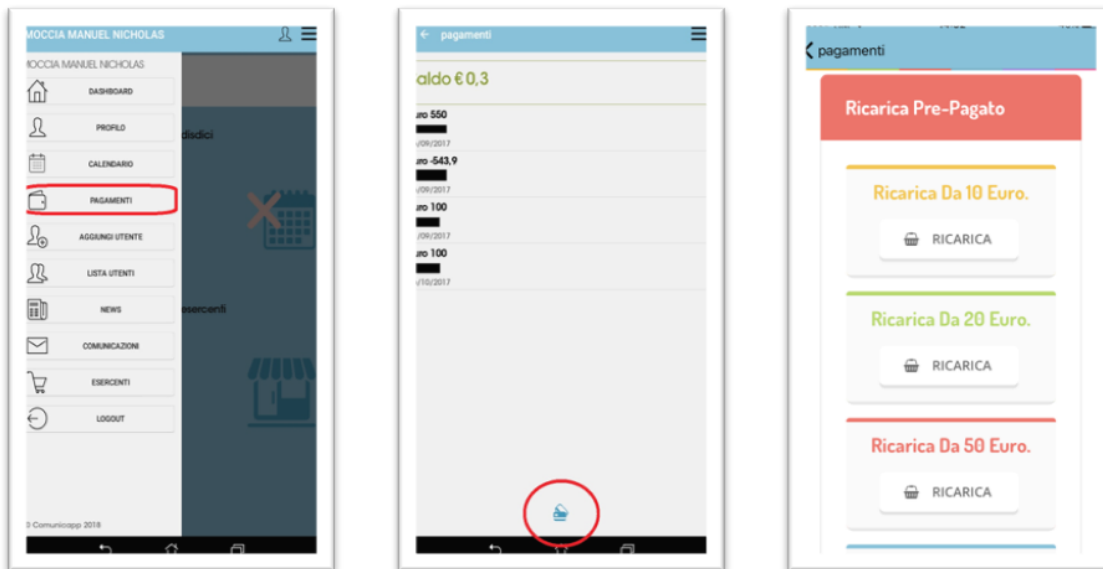 MOCCIA MANUEL NICHOLAS
MOCCIA MANUEL NICHOLAS
DASHBOARD
PROFILO
CALENDARIO
PAGAMENTI
AGGIUNGI UTENTE
LISTA UTENTI
NEWS
COMUNICAZIONI
ESERCENTI
LOGOUT
disdici
esercenti
© Comunicapp 2018
pagamenti
aldo € 0,3
uro 550
/09/2017
uro -543,9
/09/2017
uro 100
/09/2017
uro 100
/10/2017
pagamenti
Ricarica Pre-Pagato
Ricarica Da 10 Euro.
RICARICA
Ricarica Da 20 Euro.
RICARICA
Ricarica Da 50 Euro.
RICARICA